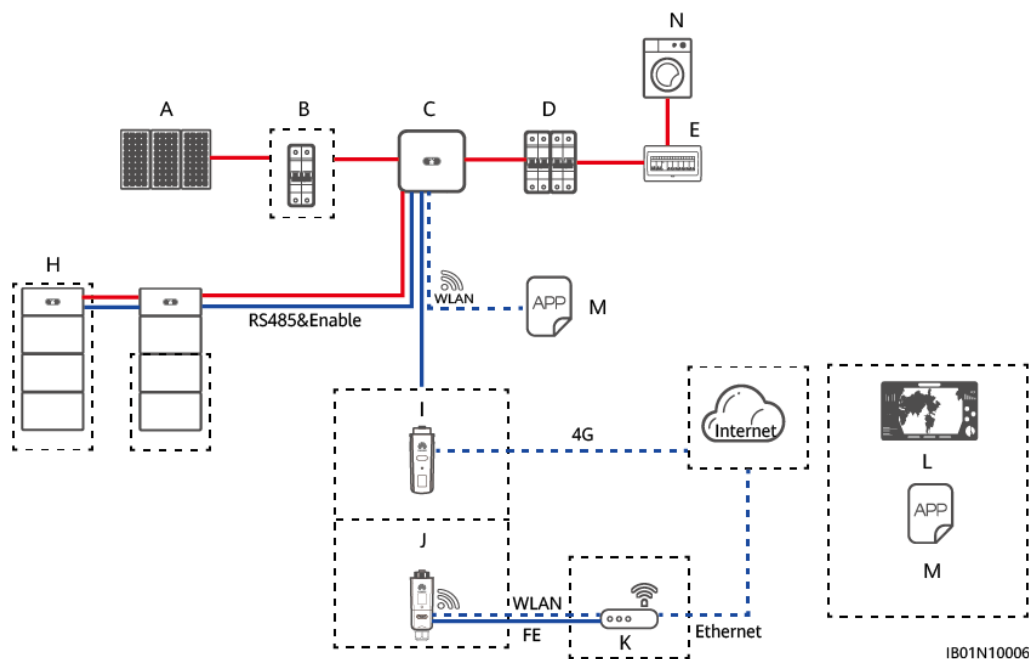 N
A
B
C
D
E
H
WLAN
APP
M
RS485&Enable
I
4G
Internet
L
APP
M
J
WLAN
FE
K
Ethernet
IB01N10006